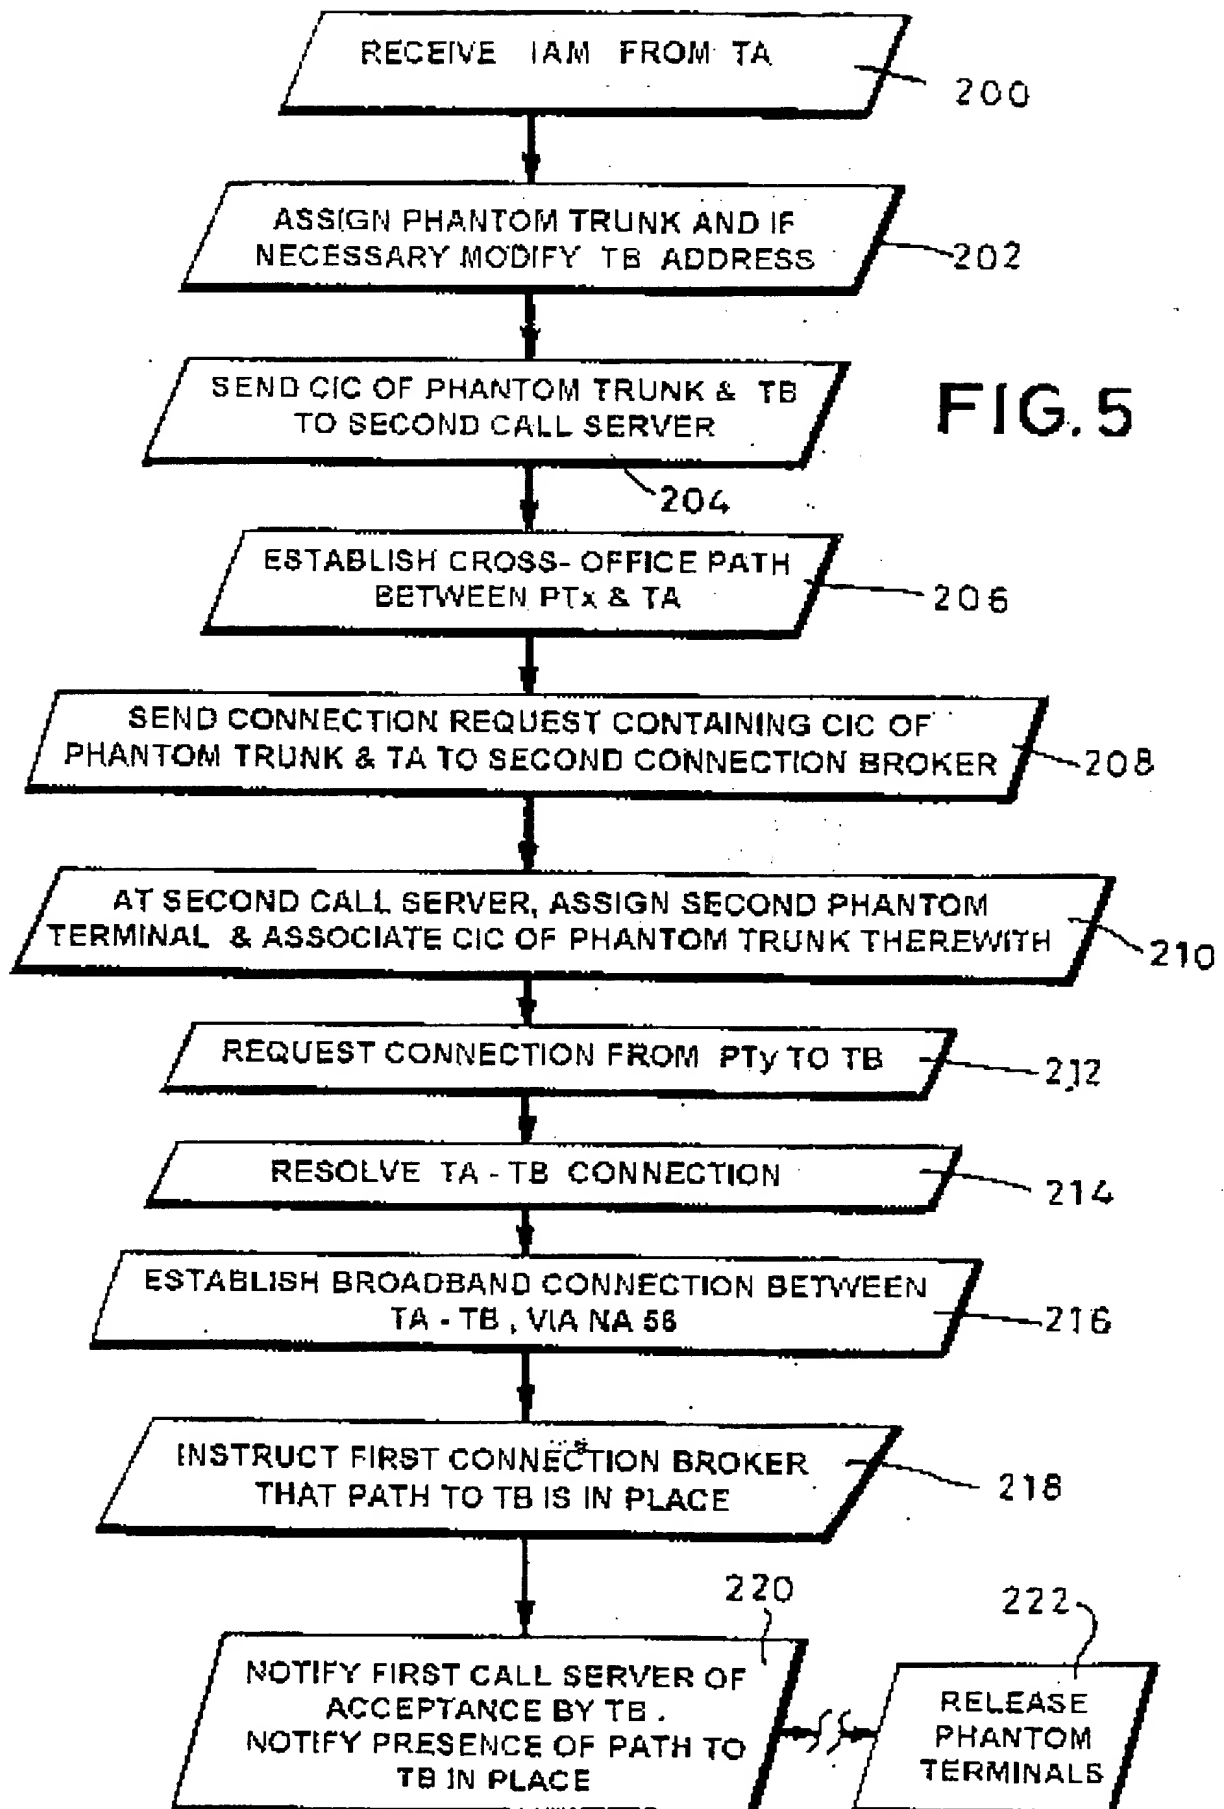 RECEIVE IAM FROM TA
200
ASSIGN PHANTOM TRUNK AND IF
NECESSARY MODIFY TB ADDRESS
202
SEND CIC OF PHANTOM TRUNK & TB
TO SECOND CALL SERVER
FIG. 5
204
ESTABLISH CROSS-OFFICE PATH
BETWEEN PTx & TA
206
SEND CONNECTION REQUEST CONTAINING CIC OF
PHANTOM TRUNK & TA TO SECOND CONNECTION BROKER
208
AT SECOND CALL SERVER, ASSIGN SECOND PHANTOM
TERMINAL & ASSOCIATE CIC OF PHANTOM TRUNK THEREWITH
210
REQUEST CONNECTION FROM PTy TO TB
212
RESOLVE TA - TB CONNECTION
214
ESTABLISH BROADBAND CONNECTION BETWEEN
TA - TB, VIA NA 56
216
INSTRUCT FIRST CONNECTION BROKER
THAT PATH TO TB IS IN PLACE
218
220
222
NOTIFY FIRST CALL SERVER OF
ACCEPTANCE BY TB.
NOTIFY PRESENCE OF PATH TO
TB IN PLACE
RELEASE
PHANTOM
TERMINALS